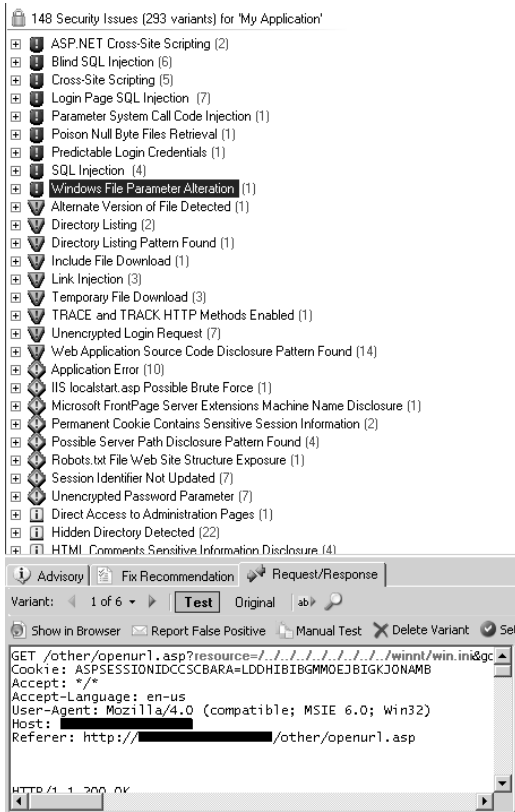 148 Security Issues (293 variants) for 'My Application'
ASP.NET Cross-Site Scripting (2)
Blind SQL Injection (6)
Cross-Site Scripting (5)
Login Page SQL Injection (7)
Parameter System Call Code Injection (1)
Poison Null Byte Files Retrieval (1)
Predictable Login Credentials (1)
SQL Injection (4)
Windows File Parameter Alteration (1)
Alternate Version of File Detected (1)
Directory Listing (2)
Directory Listing Pattern Found (1)
Include File Download (1)
Link Injection (3)
Temporary File Download (3)
TRACE and TRACK HTTP Methods Enabled (1)
Unencrypted Login Request (7)
Web Application Source Code Disclosure Pattern Found (14)
Application Error (10)
IIS localstart.asp Possible Brute Force (1)
Microsoft FrontPage Server Extensions Machine Name Disclosure (1)
Permanent Cookie Contains Sensitive Session Information (2)
Possible Server Path Disclosure Pattern Found (4)
Robots.txt File Web Site Structure Exposure (1)
Session Identifier Not Updated (7)
Unencrypted Password Parameter (7)
Direct Access to Administration Pages (1)
Hidden Directory Detected (22)
HTML Comments Sensitive Information Disclosure (4)
Advisory Fix Recommendation Request/Response
Variant: 1 of 6 Test Original ab
Show in Browser Report False Positive Manual Test Delete Variant Set
GET /other/openurl.asp?resource=/../../../../../../../../winnt/win.ini&gc
Cookie: ASPSESSIONIDCCSCBARA=LDDHIBIBGMMOEJBIGKJONAMB
Accept: */*
Accept-Language: en-us
User-Agent: Mozilla/4.0 (compatible; MSIE 6.0; Win32)
Host:
Referer: http:// /other/openurl.asp
HTTP/1.1 200 OK